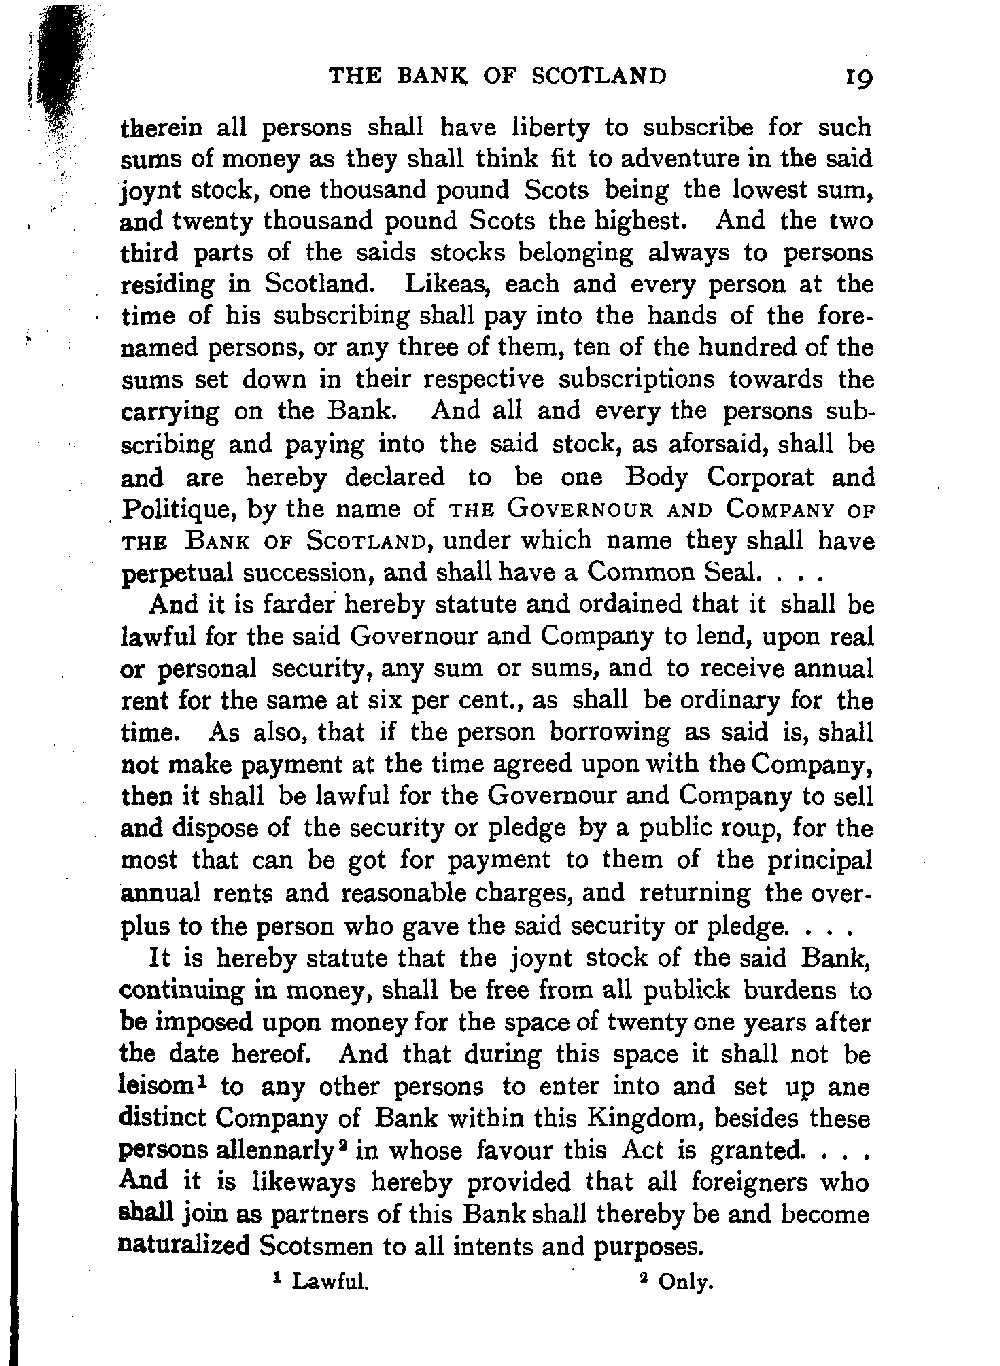 THE BANK OF SCOTLAND 19
therein all persons shall have liberty to subscribe for such
sums of money as they shall think fit to adventure in the said
joynt stock, one thousand pound Scots being the lowest sum,
and twenty thousand pound Scots the highest. And the two
third parts of the saids stocks belonging always to persons
residing in Scotland. Likeas, each and every person at the
time of his subscribing shall pay into the hands of the fore-
named persons, or any three of them, ten of the hundred of the
sums set down in their respective subscriptions towards the
carrying on the Bank. And all and every the persons sub-
scribing and paying into the said stock, as aforsaid, shall be
and are hereby declared to be one Body Corporat and
Politique, by the name of THE GOVERNOUR AND COMPANY OF
THE BANK OF SCOTLAND, under which name they shall have
perpetual succession, and shall have a Common Seal. . . .
And it is farder hereby statute and ordained that it shall be
lawful for the said Governour and Company to lend, upon real
or personal security, any sum or sums, and to receive annual
rent for the same at six per cent., as shall be ordinary for the
time. As also, that if the person borrowing as said is, shall
not make payment at the time agreed upon with the Company,
then it shall be lawful for the Governour and Company to sell
and dispose of the security or pledge by a public roup, for the
most that can be got for payment to them of the principal
annual rents and reasonable charges, and returning the over-
plus to the person who gave the said security or pledge. . . .
It is hereby statute that the joynt stock of the said Bank,
continuing in money, shall be free from all publick burdens to
be imposed upon money for the space of twenty one years after
the date hereof. And that during this space it shall not be
leisom¹ to any other persons to enter into and set up ane
distinct Company of Bank within this Kingdom, besides these
persons allennarly² in whose favour this Act is granted. . . .
And it is likeways hereby provided that all foreigners who
shall join as partners of this Bank shall thereby be and become
naturalized Scotsmen to all intents and purposes.
¹ Lawful. ² Only.